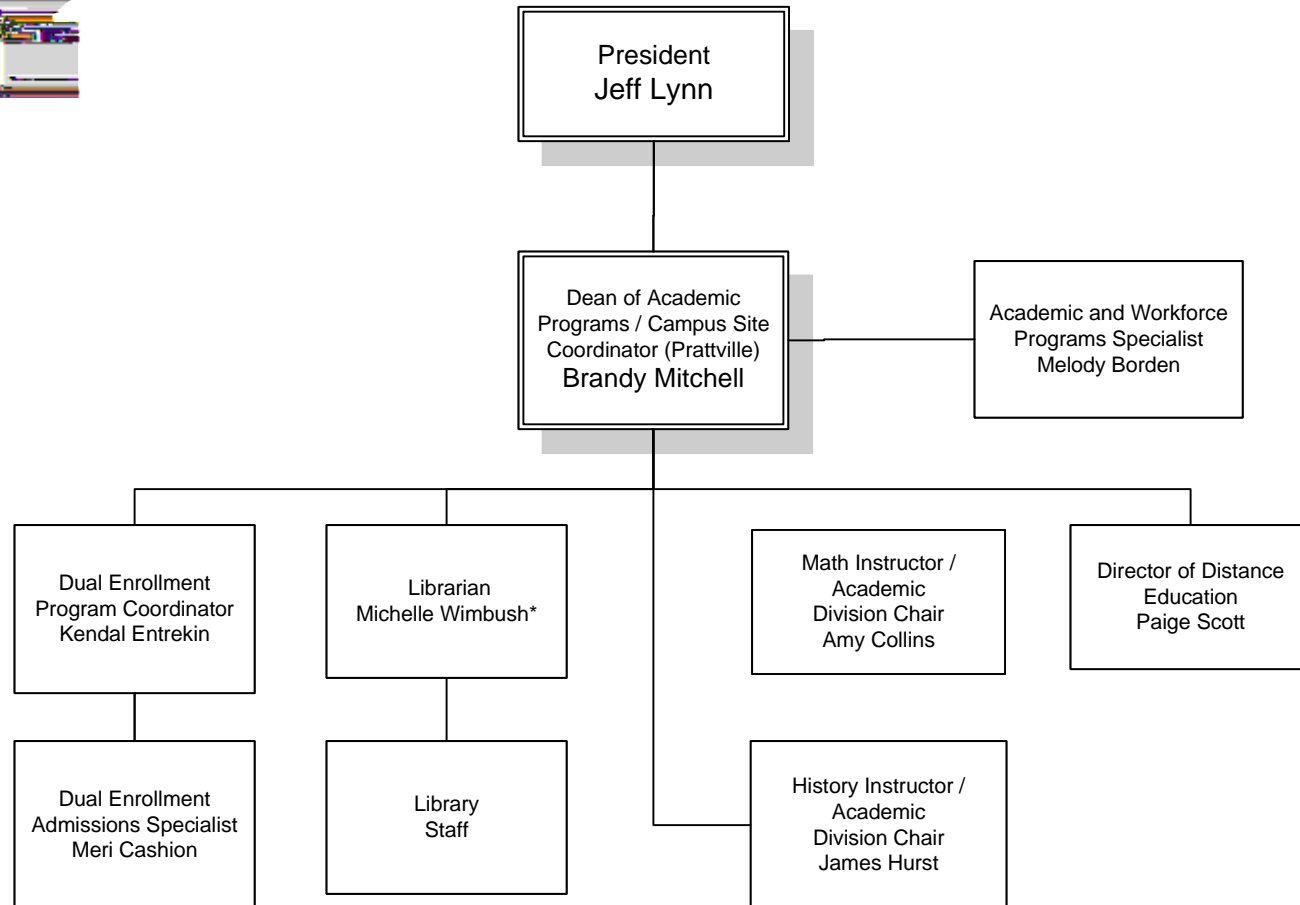 President
Jeff Lynn
Dean of Academic
Programs / Campus Site
Coordinator (Prattville)
Brandy Mitchell
Academic and Workforce
Programs Specialist
Melody Borden
Dual Enrollment
Program Coordinator
Kendal Entrekin
Librarian
Michelle Wimbush*
Math Instructor /
Academic
Division Chair
Amy Collins
Director of Distance
Education
Paige Scott
Dual Enrollment
Admissions Specialist
Meri Cashion
Library
Staff
History Instructor /
Academic
Division Chair
James Hurst